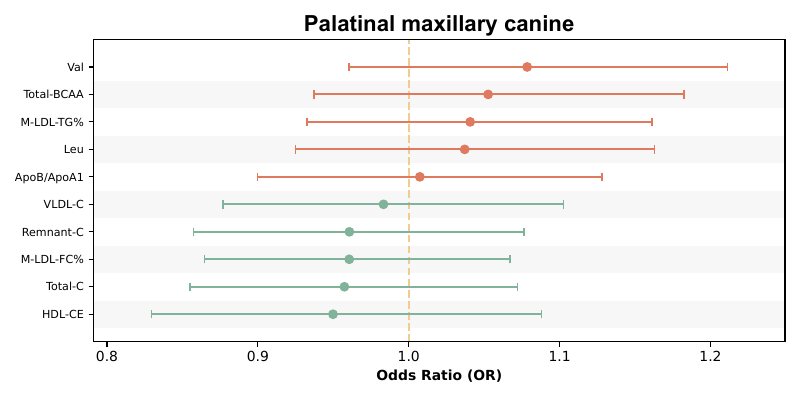 Palatinal maxillary canine
Val
Total-BCAA
M-LDL-TG%
Leu
ApoB/ApoA1
VLDL-C
Remnant-C
M-LDL-FC%
Total-C
HDL-CE
0.8 0.9 1.0 1.1 1.2
Odds Ratio (OR)